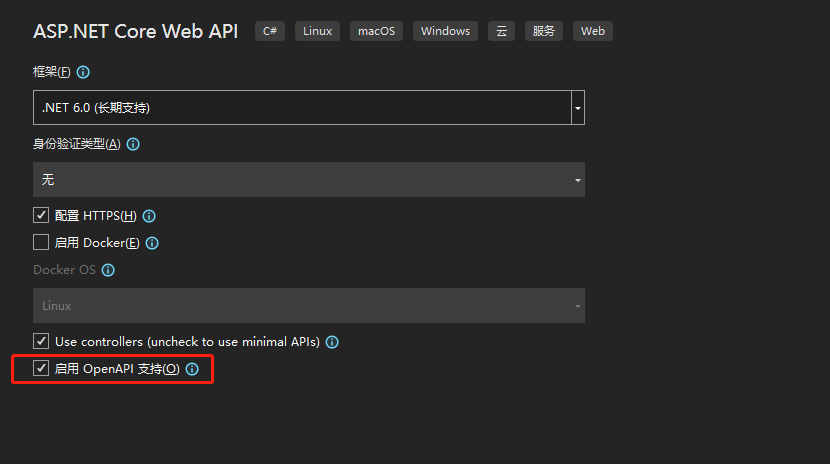 ASP.NET Core Web API C# Linux macOS Windows 云 服务 Web
框架(F)
.NET 6.0 (长期支持)
身份验证类型(A)
无
配置 HTTPS(H)
启用 Docker(E)
Docker OS
Linux
Use controllers (uncheck to use minimal APIs)
启用 OpenAPI 支持(O)